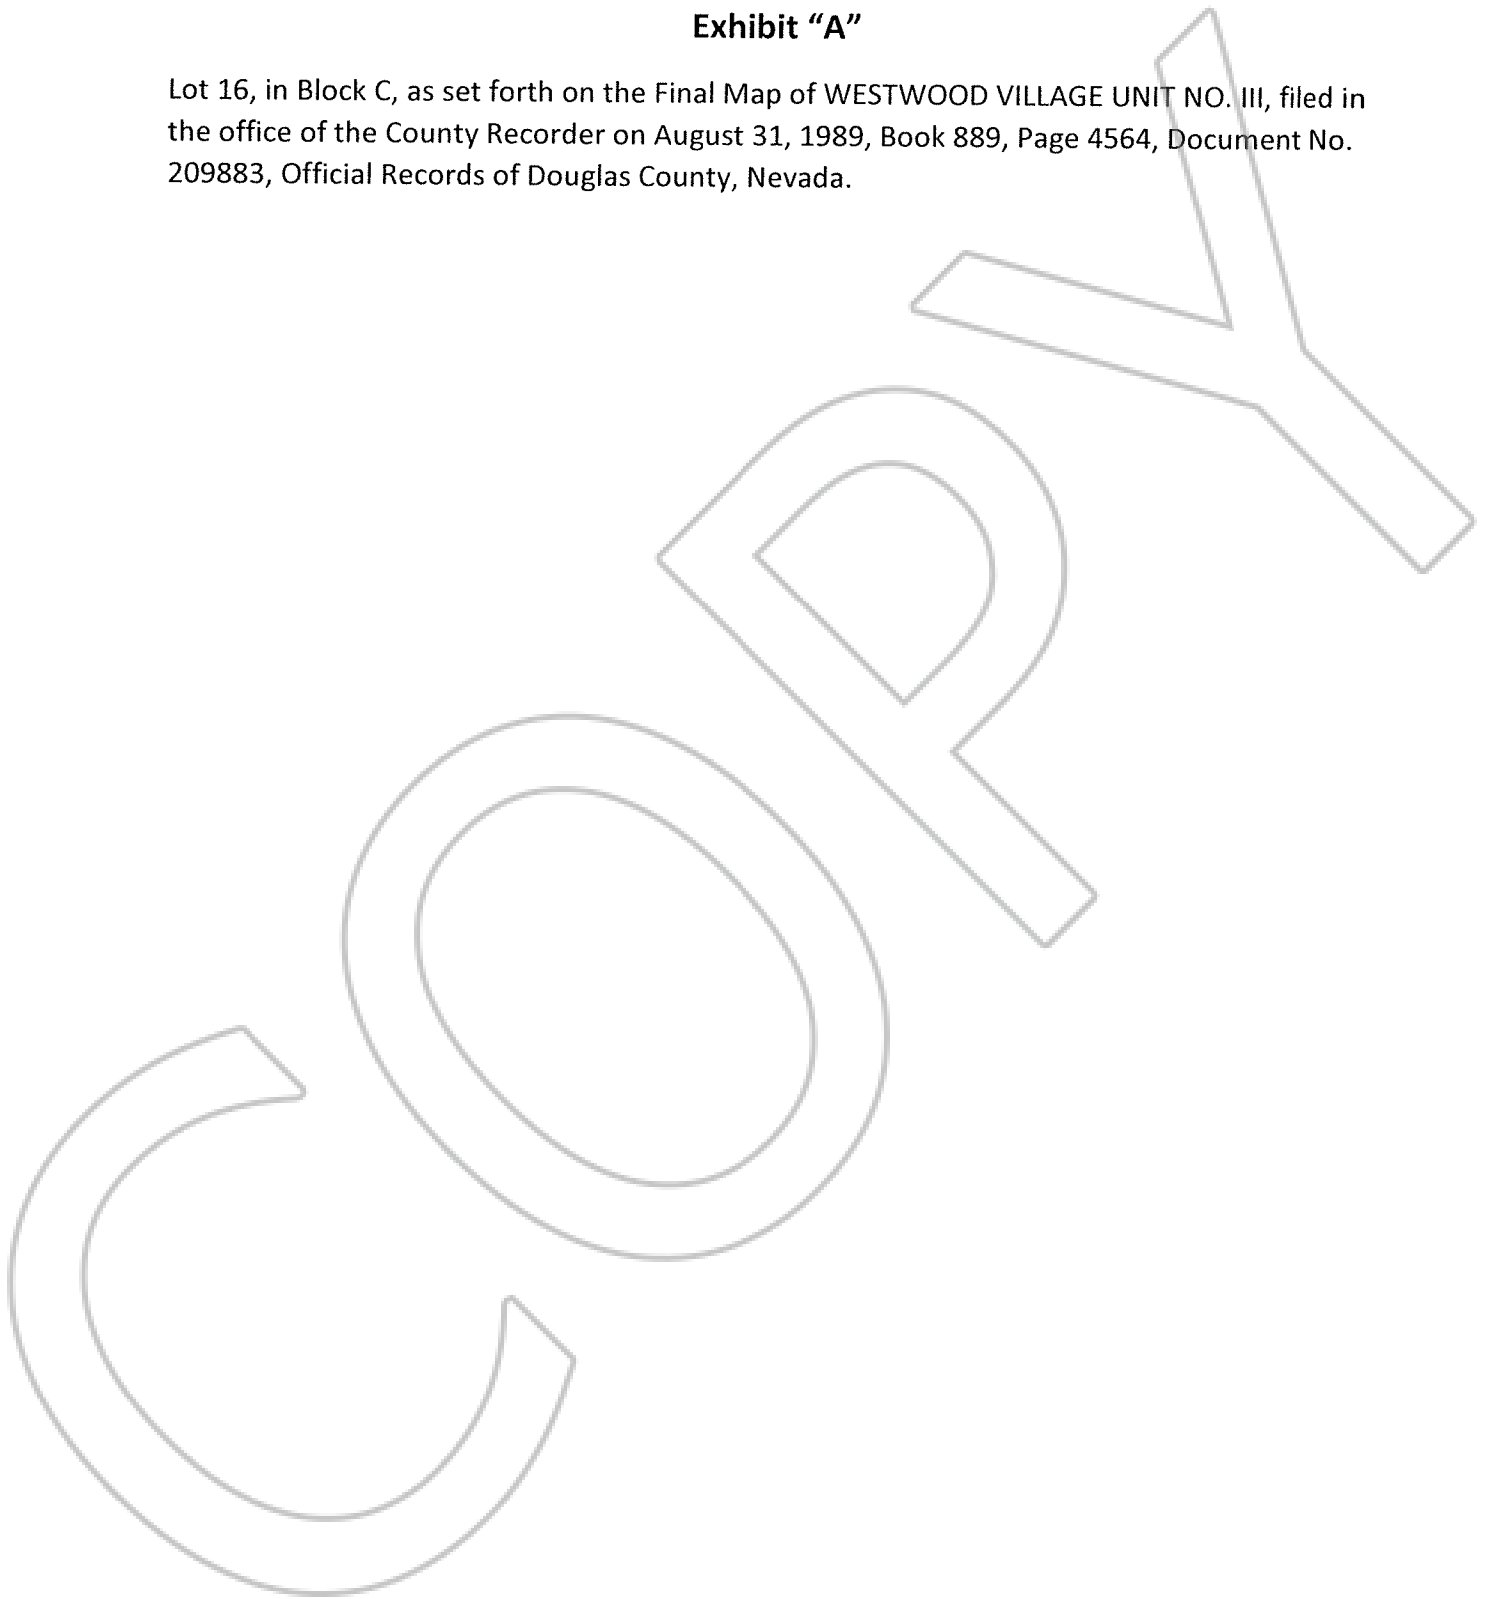 Exhibit “A”
Lot 16, in Block C, as set forth on the Final Map of WESTWOOD VILLAGE UNIT NO. III, filed in
the office of the County Recorder on August 31, 1989, Book 889, Page 4564, Document No.
209883, Official Records of Douglas County, Nevada.
COPY